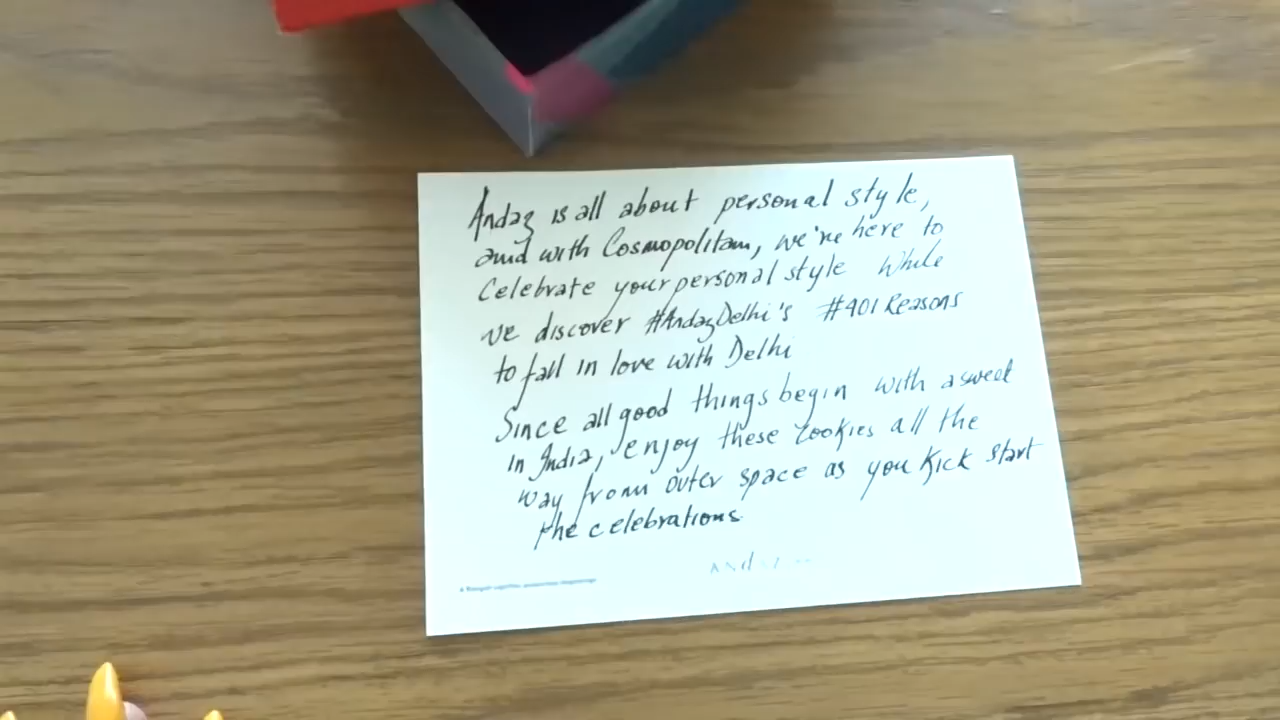 Andaz is all about personal style,
and with Cosmopolitan, we're here to
Celebrate your personal style while
we discover #AndazDelhi's #401Reasons
to fall in love with Delhi
Since all good things begin with a sweet
in India, enjoy these cookies all the
way from outer space as you kick start
the celebrations
ANdAZ